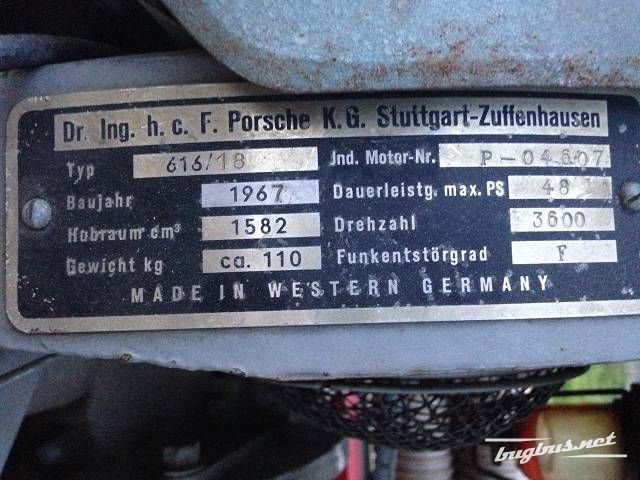 Dr. Ing. h. c. F. Porsche K.G. Stuttgart-Zuffenhausen
Typ 616/18 Jnd. Motor-Nr. P-04607
Baujahr 1967 Dauerleistg. max. PS 48
Hubraum cm³ 1582 Drehzahl 3600
Gewicht kg ca. 110 Funkentstörgrad F
MADE IN WESTERN GERMANY
bugbus.net